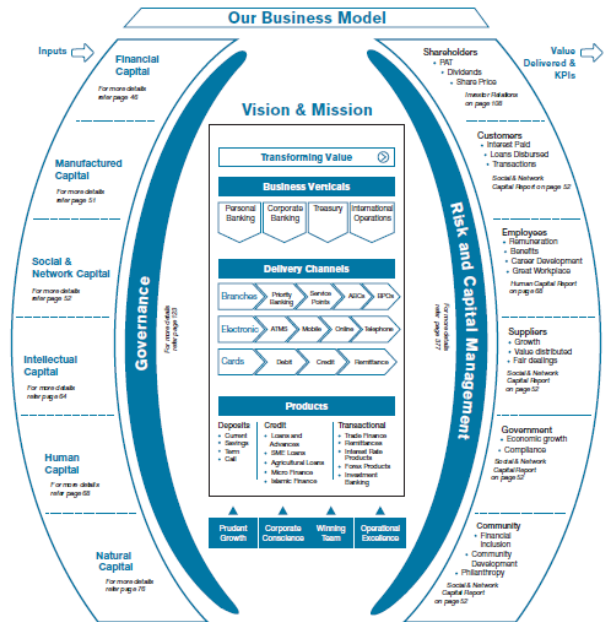 Our Business Model
Inputs
Financial
Capital
For more details
refer page 46
Manufactured
Capital
For more details
refer page 51
Social &
Network Capital
For more details
refer page 52
Intellectual
Capital
For more details
refer page 64
Human
Capital
For more details
refer page 68
Natural
Capital
For more details
refer page 76
Governance
For more details
refer page 123
Vision & Mission
Transforming Value
Business Verticals
Personal Banking
Corporate Banking
Treasury
International Operations
Delivery Channels
Branches Priority Banking Service Points ABCs BPOs
Electronic ATMS Mobile Online Telephone
Cards Debit Credit Remittance
Products
Deposits
• Current
• Savings
• Term
• Call
Credit
• Loans and
Advances
• SME Loans
• Agricultural Loans
• Micro Finance
• Islamic Finance
Transactional
• Trade Finance
• Remittances
• Interest Rate
Products
• Forex Products
• Investment
Banking
Prudent
Growth
Corporate
Conscience
Winning
Team
Operational
Excellence
Risk and Capital Management
For more details
refer page
Value
Delivered &
KPIs
Shareholders
• PAT
• Dividends
• Share Price
Investor Relations
on page 108
Customers
• Interest Paid
• Loans Disbursed
• Transactions
Social & Network
Capital Report on page 52
Employees
• Remuneration
• Benefits
• Career Development
• Great Workplace
Human Capital Report
on page 68
Suppliers
• Growth
• Value distributed
• Fair dealings
Social & Network
Capital Report
on page 52
Government
• Economic growth
• Compliance
Social & Network
Capital Report
on page 52
Community
• Financial
Inclusion
• Community
Development
• Philanthropy
Social & Network
Capital Report
on page 52